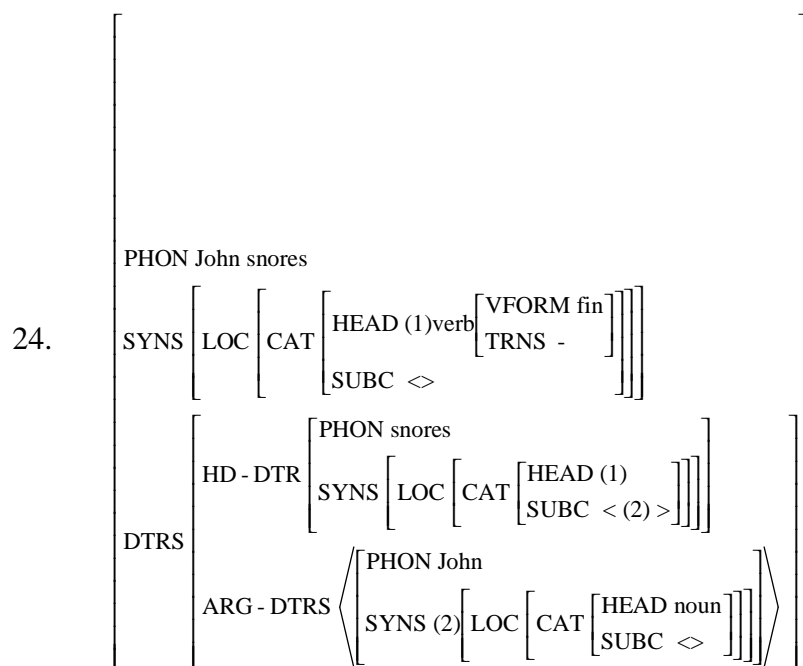 PHON John snores
VFORM fin
HEAD (1)verb
24. SYNS LOC CAT
TRNS -
SUBC <>
PHON snores
HD - DTR
HEAD (1)
SYNS LOC CAT
SUBC < (2) >
DTRS
PHON John
ARG - DTRS
HEAD noun
SYNS (2) LOC CAT
SUBC <>